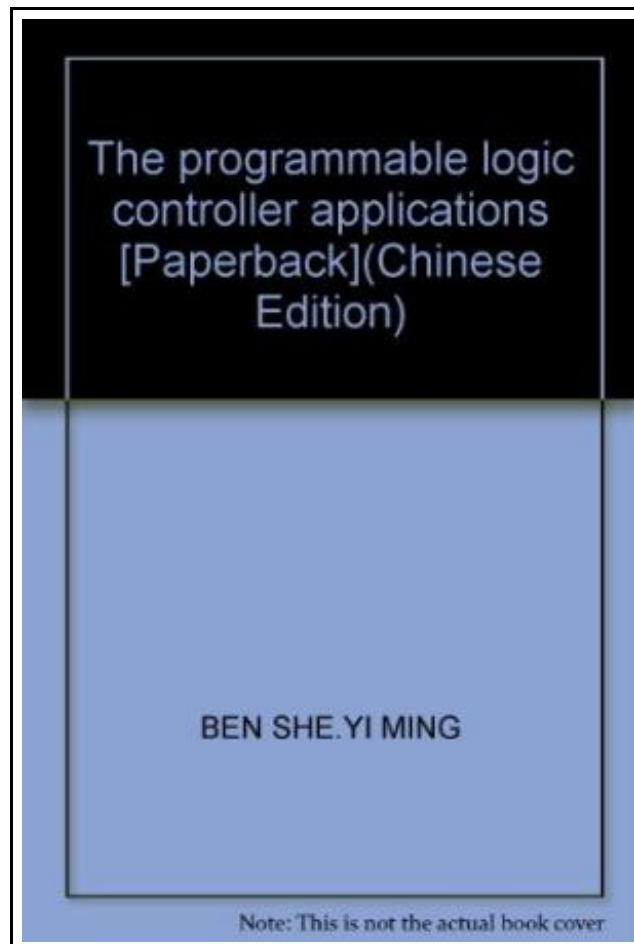 The programmable logic
controller applications
[Paperback](Chinese
Edition)
BEN SHE.YI MING
Note: This is not the actual book cover